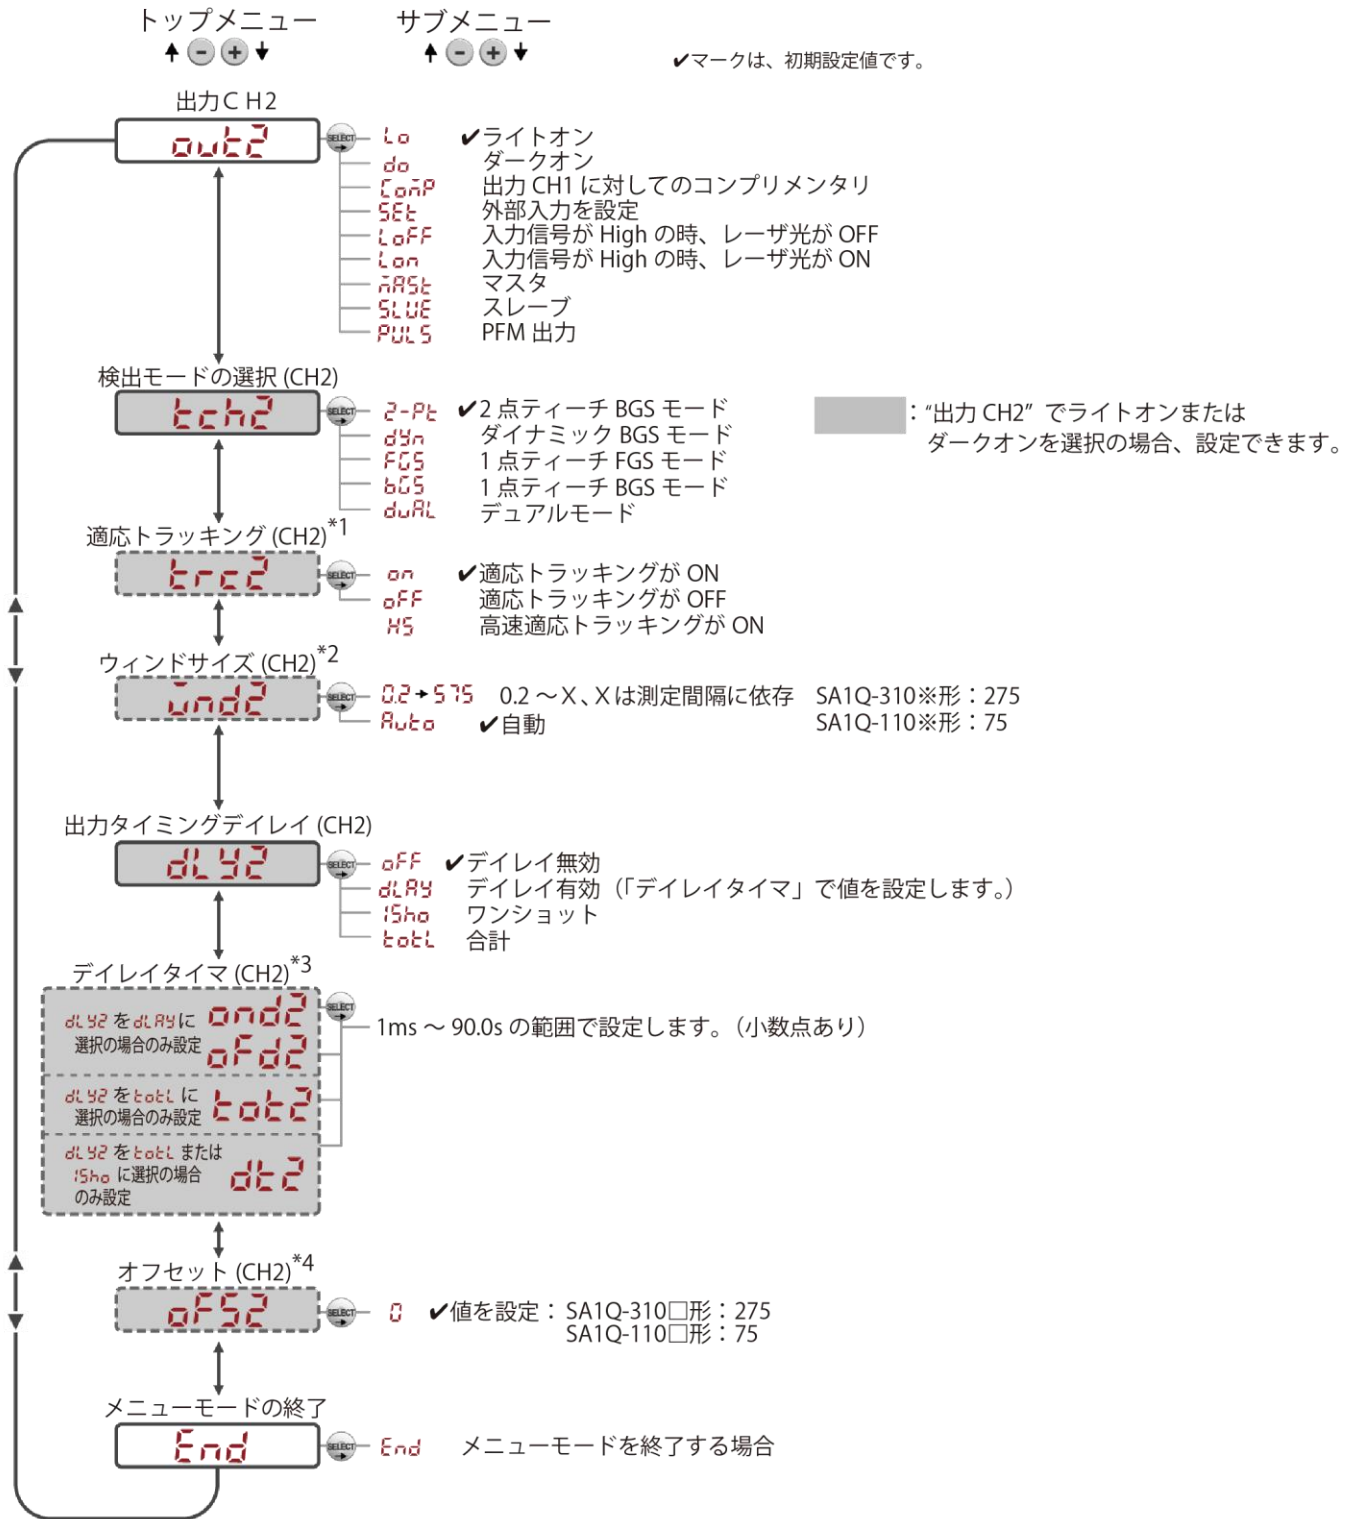 トップメニュー
サブメニュー
✔マークは、初期設定値です。
出力CH2
out2
SELECT
Lo ✔ライトオン
do ダークオン
ComP 出力 CH1 に対してのコンプリメンタリ
SEt 外部入力を設定
LoFF 入力信号が High の時、レーザ光が OFF
Lon 入力信号が High の時、レーザ光が ON
mASt マスタ
SLVE スレーブ
PULS PFM 出力
検出モードの選択 (CH2)
tch2
SELECT
2-Pt ✔2 点ティーチ BGS モード
dYn ダイナミック BGS モード
FGS 1 点ティーチ FGS モード
bGS 1 点ティーチ BGS モード
duAL デュアルモード
：“出力 CH2” でライトオンまたは
ダークオンを選択の場合、設定できます。
適応トラッキング (CH2)*1
trc2
SELECT
on ✔適応トラッキングが ON
oFF 適応トラッキングが OFF
HS 高速適応トラッキングが ON
ウィンドサイズ (CH2)*2
wnd2
SELECT
0.2→575 0.2 ～ X、X は測定間隔に依存 SA1Q-310※形：275
Auto ✔自動 SA1Q-110※形：75
出力タイミングデイレイ (CH2)
dLY2
SELECT
oFF ✔デイレイ無効
dLAY デイレイ有効（「デイレイタイマ」で値を設定します。）
1Sho ワンショット
totL 合計
デイレイタイマ (CH2)*3
dLY2 を dLAY に
選択の場合のみ設定
ond2
oFd2
SELECT
1ms ～ 90.0s の範囲で設定します。（小数点あり）
dLY2 を totL に
選択の場合のみ設定
tot2
dLY2 を totL または
1Sho に選択の場合
のみ設定
dt2
オフセット (CH2)*4
oFS2
SELECT
0 ✔値を設定： SA1Q-310□形：275
SA1Q-110□形：75
メニューモードの終了
End
SELECT
End メニューモードを終了する場合